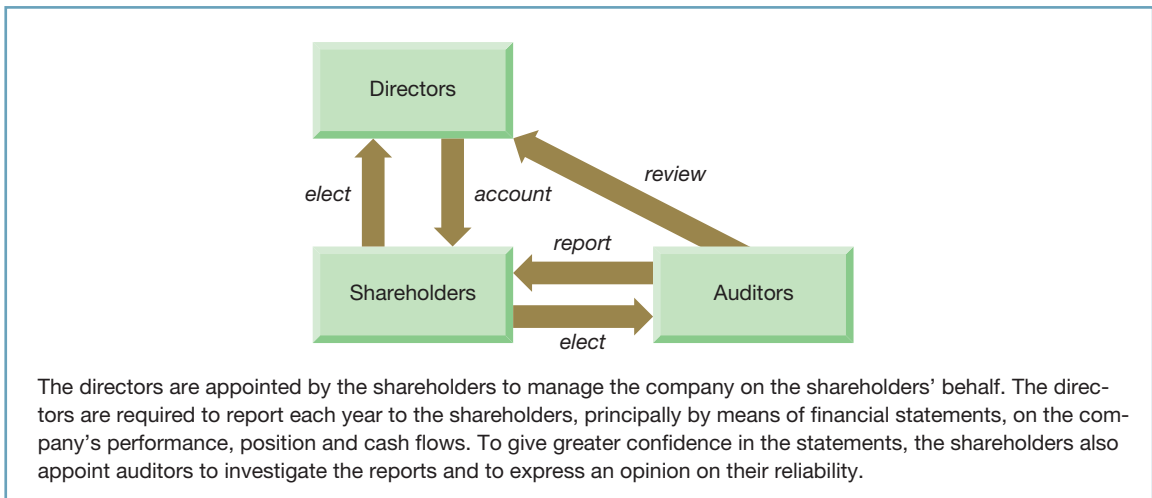 Directors
review
elect
account
report
Shareholders
Auditors
elect
The directors are appointed by the shareholders to manage the company on the shareholders’ behalf. The direc-
tors are required to report each year to the shareholders, principally by means of financial statements, on the com-
pany’s performance, position and cash flows. To give greater confidence in the statements, the shareholders also
appoint auditors to investigate the reports and to express an opinion on their reliability.